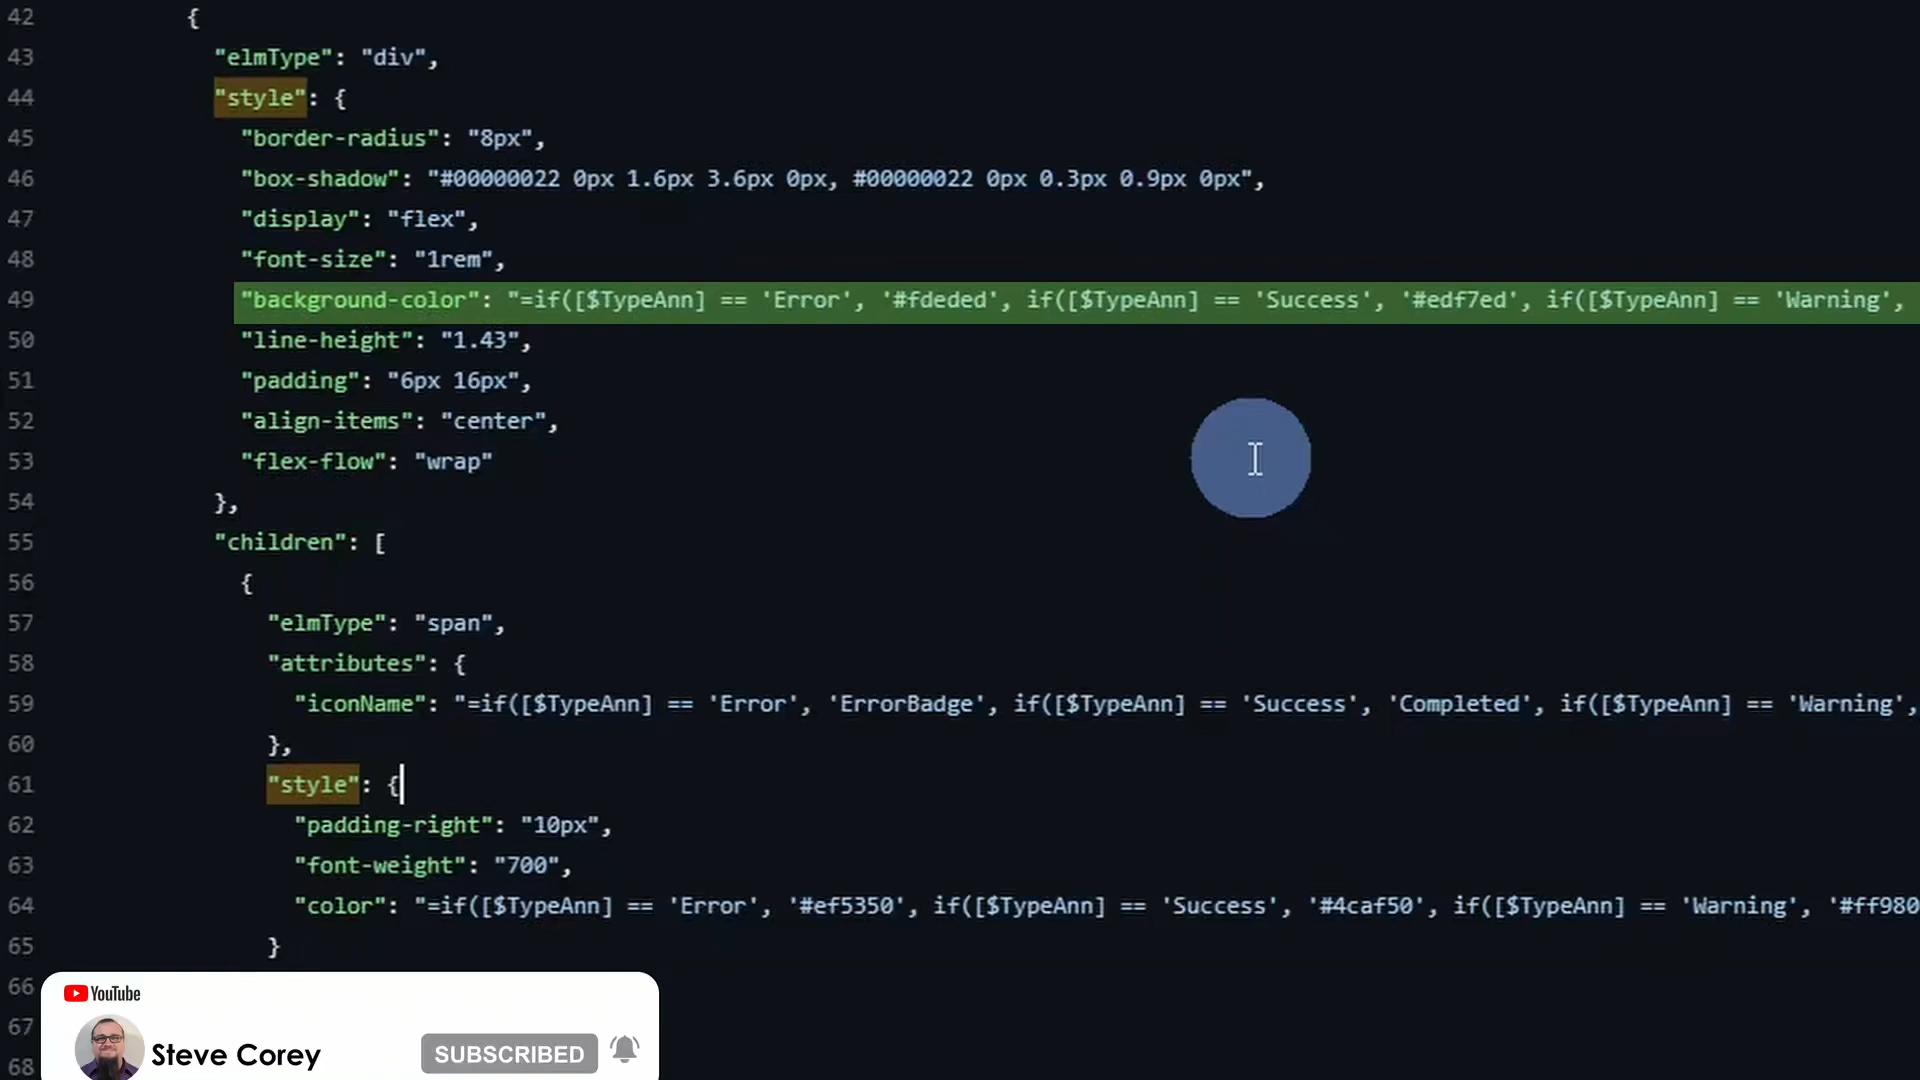 42 {
43 "elmType": "div",
44 "style": {
45 "border-radius": "8px",
46 "box-shadow": "#00000022 0px 1.6px 3.6px 0px, #00000022 0px 0.3px 0.9px 0px",
47 "display": "flex",
48 "font-size": "1rem",
49 "background-color": "=if([$TypeAnn] == 'Error', '#fdeded', if([$TypeAnn] == 'Success', '#edf7ed', if([$TypeAnn] == 'Warning',
50 "line-height": "1.43",
51 "padding": "6px 16px",
52 "align-items": "center",
53 "flex-flow": "wrap"
54 },
55 "children": [
56 {
57 "elmType": "span",
58 "attributes": {
59 "iconName": "=if([$TypeAnn] == 'Error', 'ErrorBadge', if([$TypeAnn] == 'Success', 'Completed', if([$TypeAnn] == 'Warning',
60 },
61 "style": {
62 "padding-right": "10px",
63 "font-weight": "700",
64 "color": "=if([$TypeAnn] == 'Error', '#ef5350', if([$TypeAnn] == 'Success', '#4caf50', if([$TypeAnn] == 'Warning', '#ff980
65 }
66
67
68
YouTube
Steve Corey
SUBSCRIBED